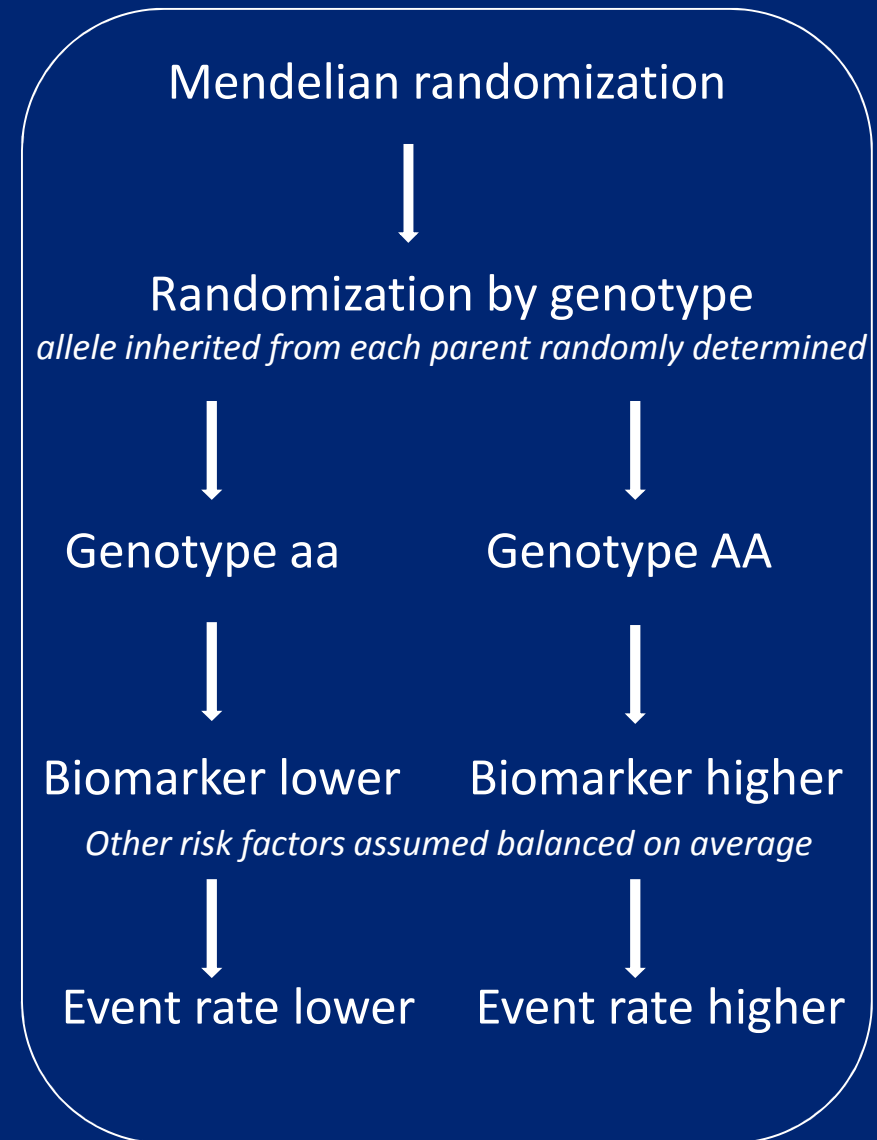 Mendelian randomization
Randomization by genotype
allele inherited from each parent randomly determined
Genotype aa
Genotype AA
Biomarker lower
Biomarker higher
Other risk factors assumed balanced on average
Event rate lower
Event rate higher